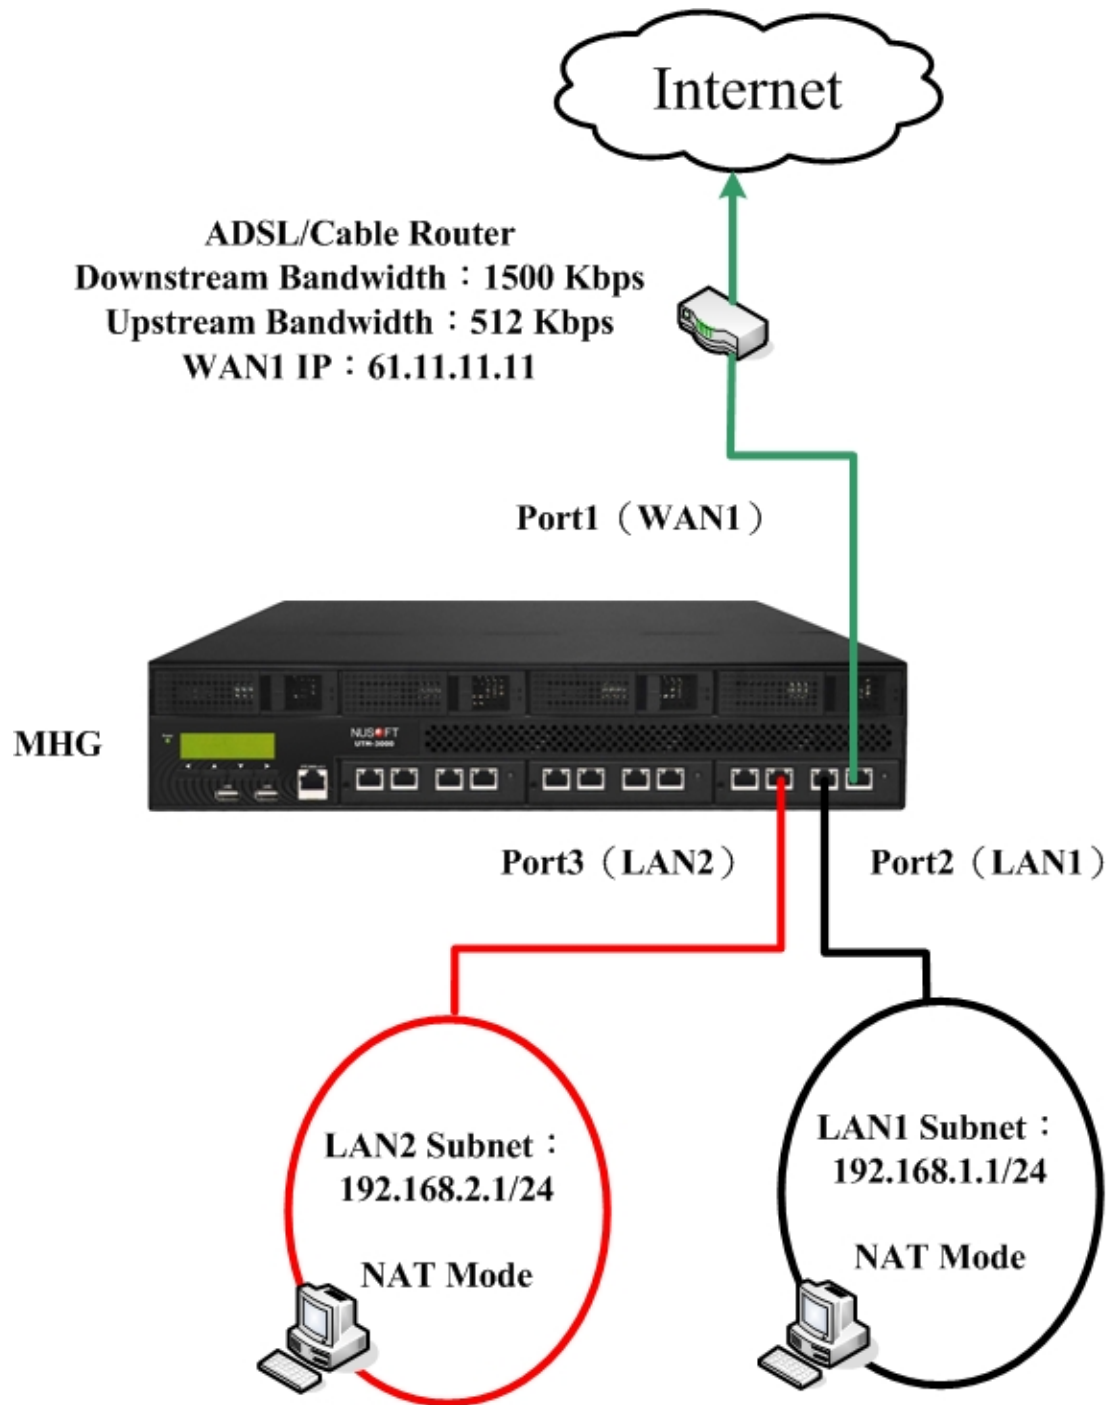 Internet
ADSL/Cable Router
Downstream Bandwidth：1500 Kbps
Upstream Bandwidth：512 Kbps
WAN1 IP：61.11.11.11
Port1（WAN1）
MHG
NUSOFT
UTM-3000
Port3（LAN2）
Port2（LAN1）
LAN2 Subnet：
192.168.2.1/24
NAT Mode
LAN1 Subnet：
192.168.1.1/24
NAT Mode